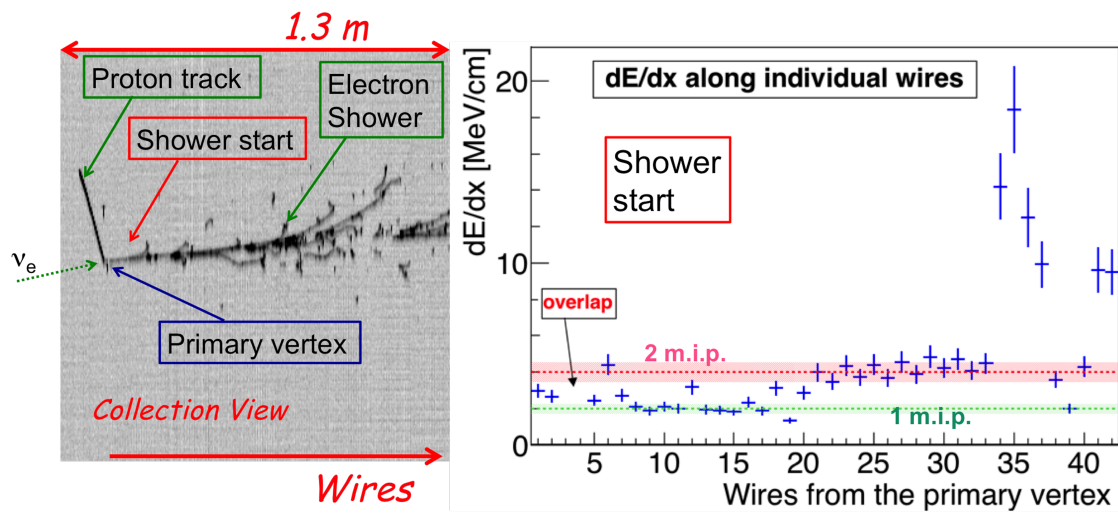 1.3 m
Proton track
Electron
Shower
Shower start
νe
Primary vertex
Collection View
Wires
dE/dx along individual wires
Shower
start
overlap
2 m.i.p.
1 m.i.p.
dE/dx [MeV/cm]
20
10
0
5 10 15 20 25 30 35 40
Wires from the primary vertex